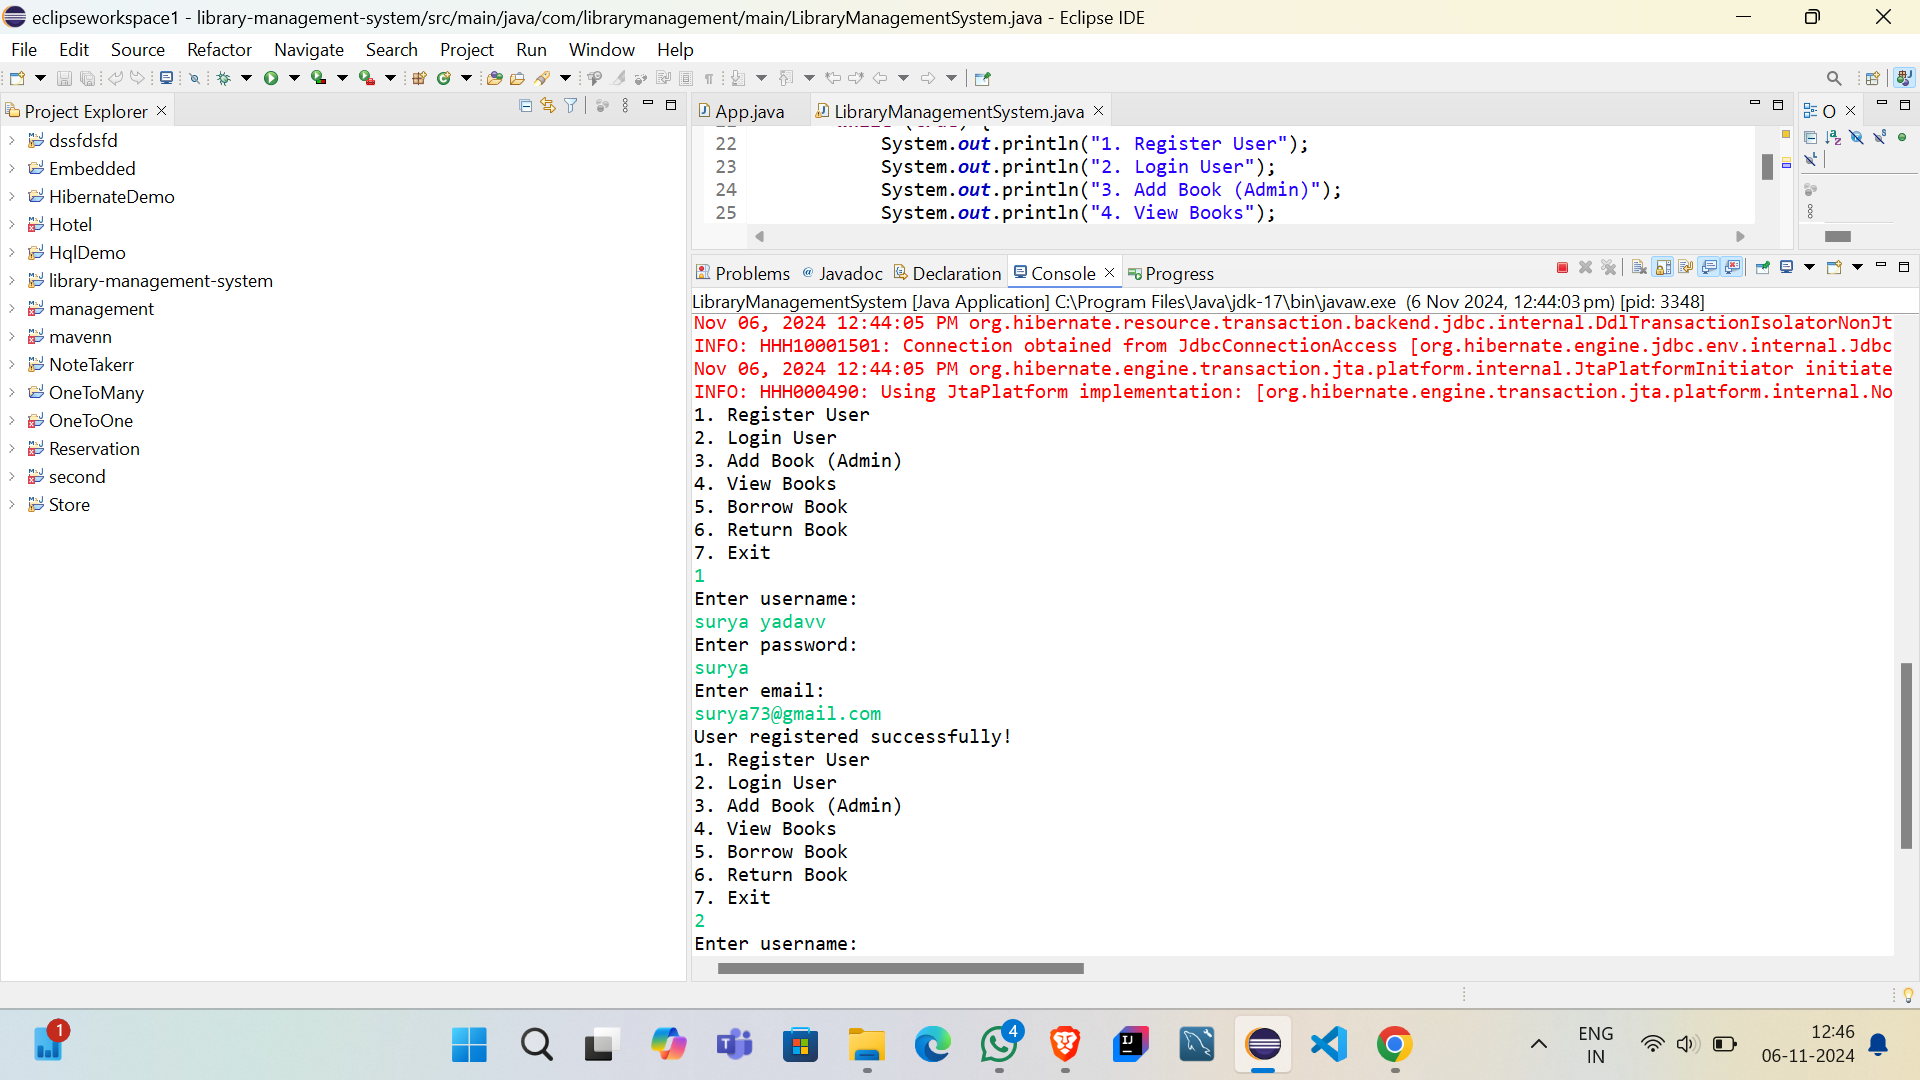 eclipseworkspace1 - library-management-system/src/main/java/com/librarymanagement/main/LibraryManagementSystem.java - Eclipse IDE
File Edit Source Refactor Navigate Search Project Run Window Help
Project Explorer
dssfdsfd
Embedded
HibernateDemo
Hotel
HqlDemo
library-management-system
management
mavenn
NoteTakerr
OneToMany
OneToOne
Reservation
second
Store
App.java LibraryManagementSystem.java
22 System.out.println("1. Register User");
23 System.out.println("2. Login User");
24 System.out.println("3. Add Book (Admin)");
25 System.out.println("4. View Books");
O
Problems Javadoc Declaration Console Progress
LibraryManagementSystem [Java Application] C:\Program Files\Java\jdk-17\bin\javaw.exe (6 Nov 2024, 12:44:03 pm) [pid: 3348]
Nov 06, 2024 12:44:05 PM org.hibernate.resource.transaction.backend.jdbc.internal.DdlTransactionIsolatorNonJt
INFO: HHH10001501: Connection obtained from JdbcConnectionAccess [org.hibernate.engine.jdbc.env.internal.Jdbc
Nov 06, 2024 12:44:05 PM org.hibernate.engine.transaction.jta.platform.internal.JtaPlatformInitiator initiate
INFO: HHH000490: Using JtaPlatform implementation: [org.hibernate.engine.transaction.jta.platform.internal.No
1. Register User
2. Login User
3. Add Book (Admin)
4. View Books
5. Borrow Book
6. Return Book
7. Exit
1
Enter username:
surya yadavv
Enter password:
surya
Enter email:
surya73@gmail.com
User registered successfully!
1. Register User
2. Login User
3. Add Book (Admin)
4. View Books
5. Borrow Book
6. Return Book
7. Exit
2
Enter username:
1
4
ENG
IN
12:46
06-11-2024